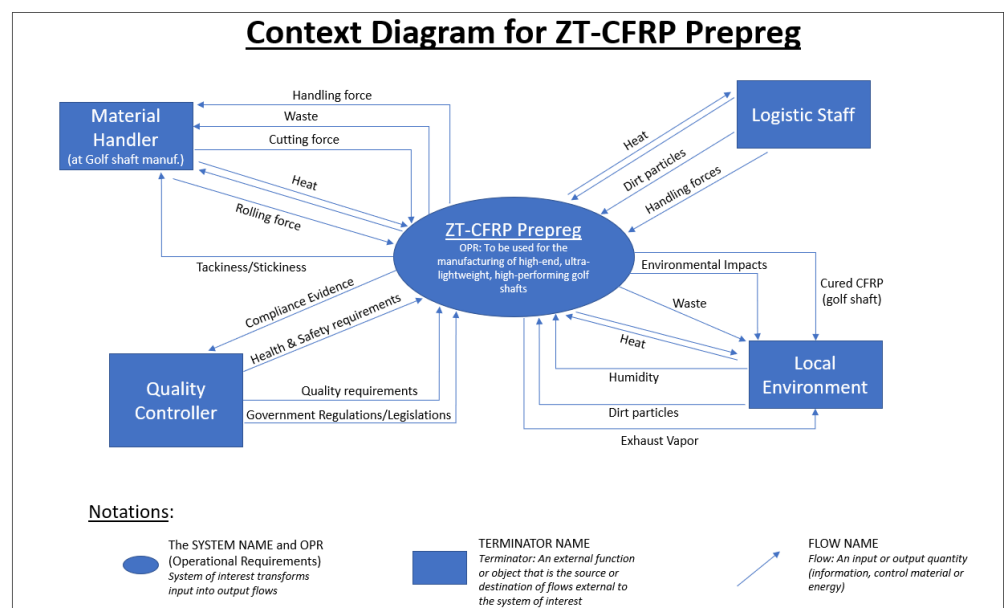 Context Diagram for ZT-CFRP Prepreg
Material
Handler
(at Golf shaft manuf.)
Handling force
Waste
Cutting force
Heat
Rolling force
Tackiness/Stickiness
Logistic Staff
Heat
Dirt particles
Handling forces
ZT-CFRP Prepreg
OPR: To be used for the
manufacturing of high-end, ultra-
lightweight, high-performing golf
shafts
Environmental Impacts
Cured CFRP
(golf shaft)
Waste
Heat
Humidity
Dirt particles
Exhaust Vapor
Local
Environment
Compliance Evidence
Health & Safety requirements
Quality requirements
Government Regulations/Legislations
Quality
Controller
Notations:
The SYSTEM NAME and OPR
(Operational Requirements)
System of interest transforms
input into output flows
TERMINATOR NAME
Terminator: An external function
or object that is the source or
destination of flows external to
the system of interest
FLOW NAME
Flow: An input or output quantity
(information, control material or
energy)